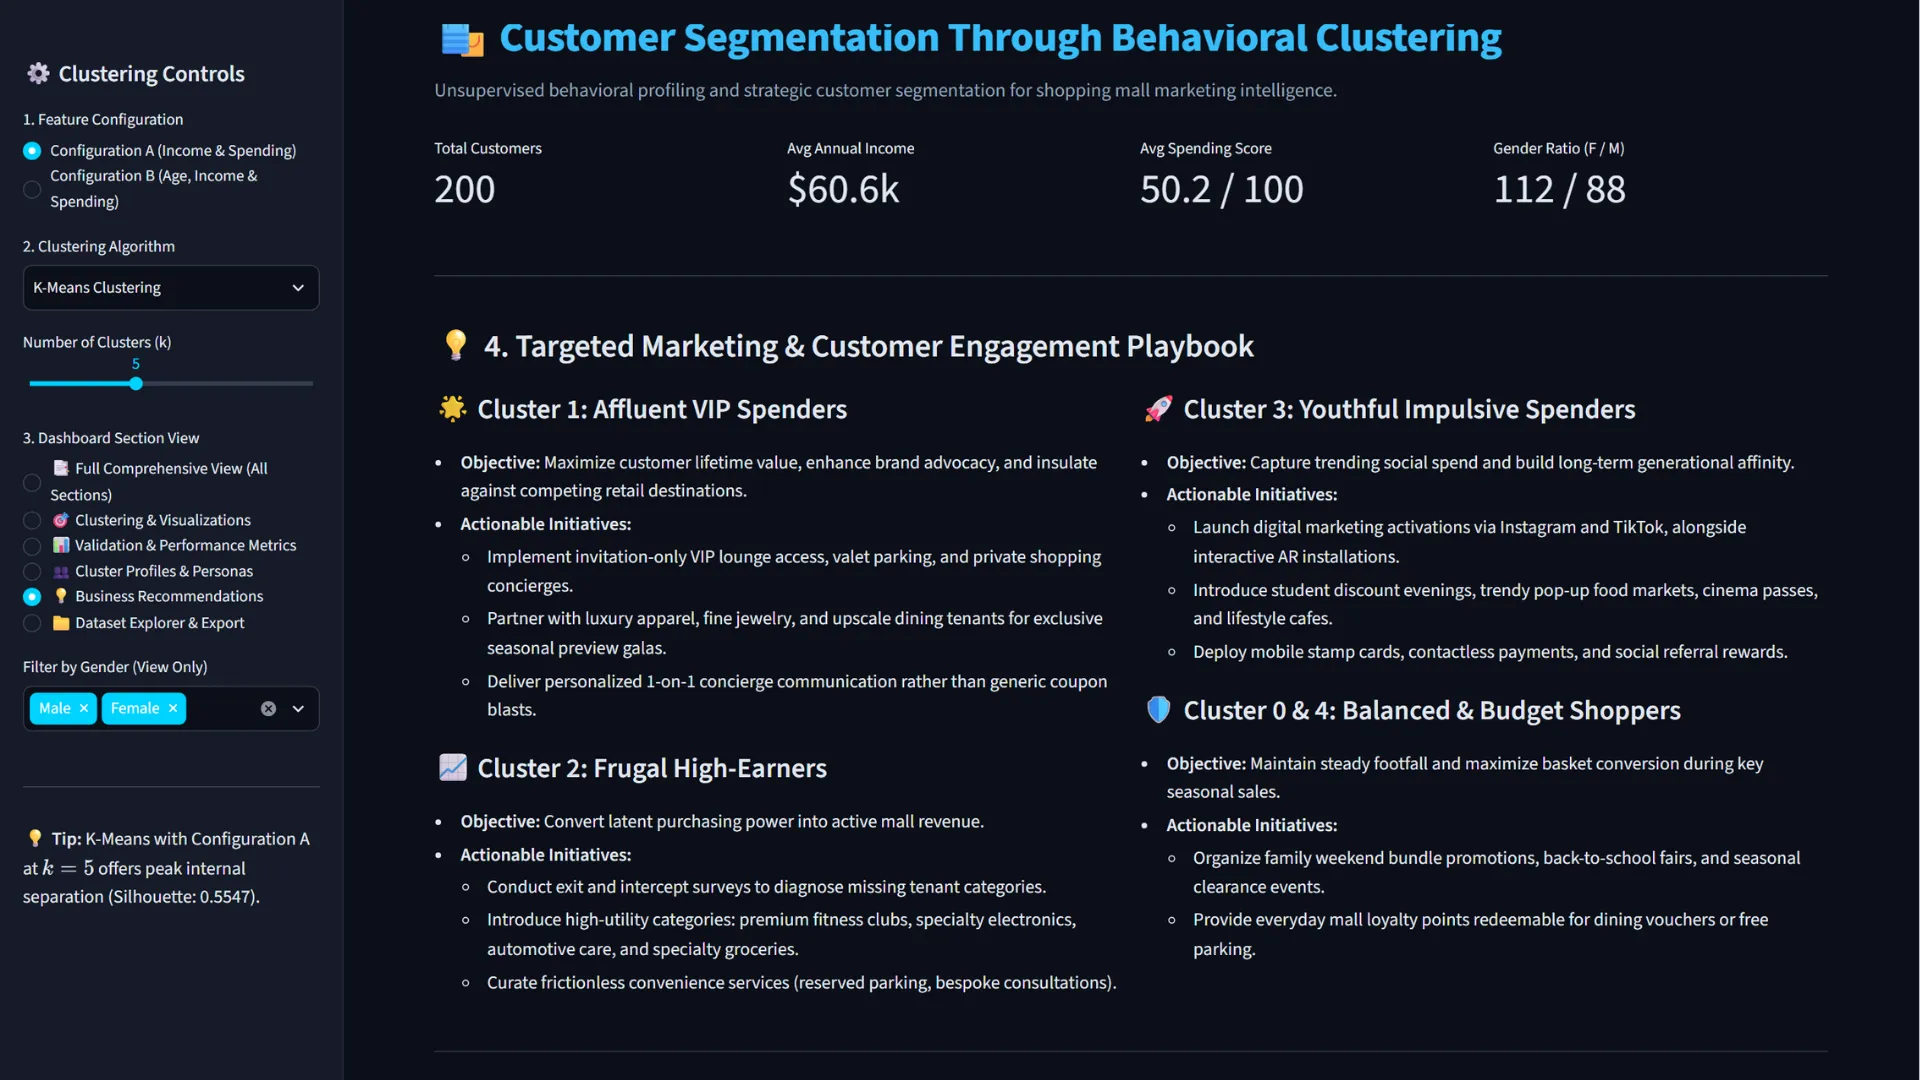 Clustering Controls
1. Feature Configuration
Configuration A (Income & Spending)
Configuration B (Age, Income &
Spending)
2. Clustering Algorithm
K-Means Clustering
Number of Clusters (k)
5
3. Dashboard Section View
Full Comprehensive View (All
Sections)
Clustering & Visualizations
Validation & Performance Metrics
Cluster Profiles & Personas
Business Recommendations
Dataset Explorer & Export
Filter by Gender (View Only)
Male × Female ×
Tip: K-Means with Configuration A
at k = 5 offers peak internal
separation (Silhouette: 0.5547).
Customer Segmentation Through Behavioral Clustering
Unsupervised behavioral profiling and strategic customer segmentation for shopping mall marketing intelligence.
Total Customers
200
Avg Annual Income
$60.6k
Avg Spending Score
50.2 / 100
Gender Ratio (F / M)
112 / 88
4. Targeted Marketing & Customer Engagement Playbook
Cluster 1: Affluent VIP Spenders
• Objective: Maximize customer lifetime value, enhance brand advocacy, and insulate
against competing retail destinations.
• Actionable Initiatives:
◦ Implement invitation-only VIP lounge access, valet parking, and private shopping
concierges.
◦ Partner with luxury apparel, fine jewelry, and upscale dining tenants for exclusive
seasonal preview galas.
◦ Deliver personalized 1-on-1 concierge communication rather than generic coupon
blasts.
Cluster 2: Frugal High-Earners
• Objective: Convert latent purchasing power into active mall revenue.
• Actionable Initiatives:
◦ Conduct exit and intercept surveys to diagnose missing tenant categories.
◦ Introduce high-utility categories: premium fitness clubs, specialty electronics,
automotive care, and specialty groceries.
◦ Curate frictionless convenience services (reserved parking, bespoke consultations).
Cluster 3: Youthful Impulsive Spenders
• Objective: Capture trending social spend and build long-term generational affinity.
• Actionable Initiatives:
◦ Launch digital marketing activations via Instagram and TikTok, alongside
interactive AR installations.
◦ Introduce student discount evenings, trendy pop-up food markets, cinema passes,
and lifestyle cafes.
◦ Deploy mobile stamp cards, contactless payments, and social referral rewards.
Cluster 0 & 4: Balanced & Budget Shoppers
• Objective: Maintain steady footfall and maximize basket conversion during key
seasonal sales.
• Actionable Initiatives:
◦ Organize family weekend bundle promotions, back-to-school fairs, and seasonal
clearance events.
◦ Provide everyday mall loyalty points redeemable for dining vouchers or free
parking.